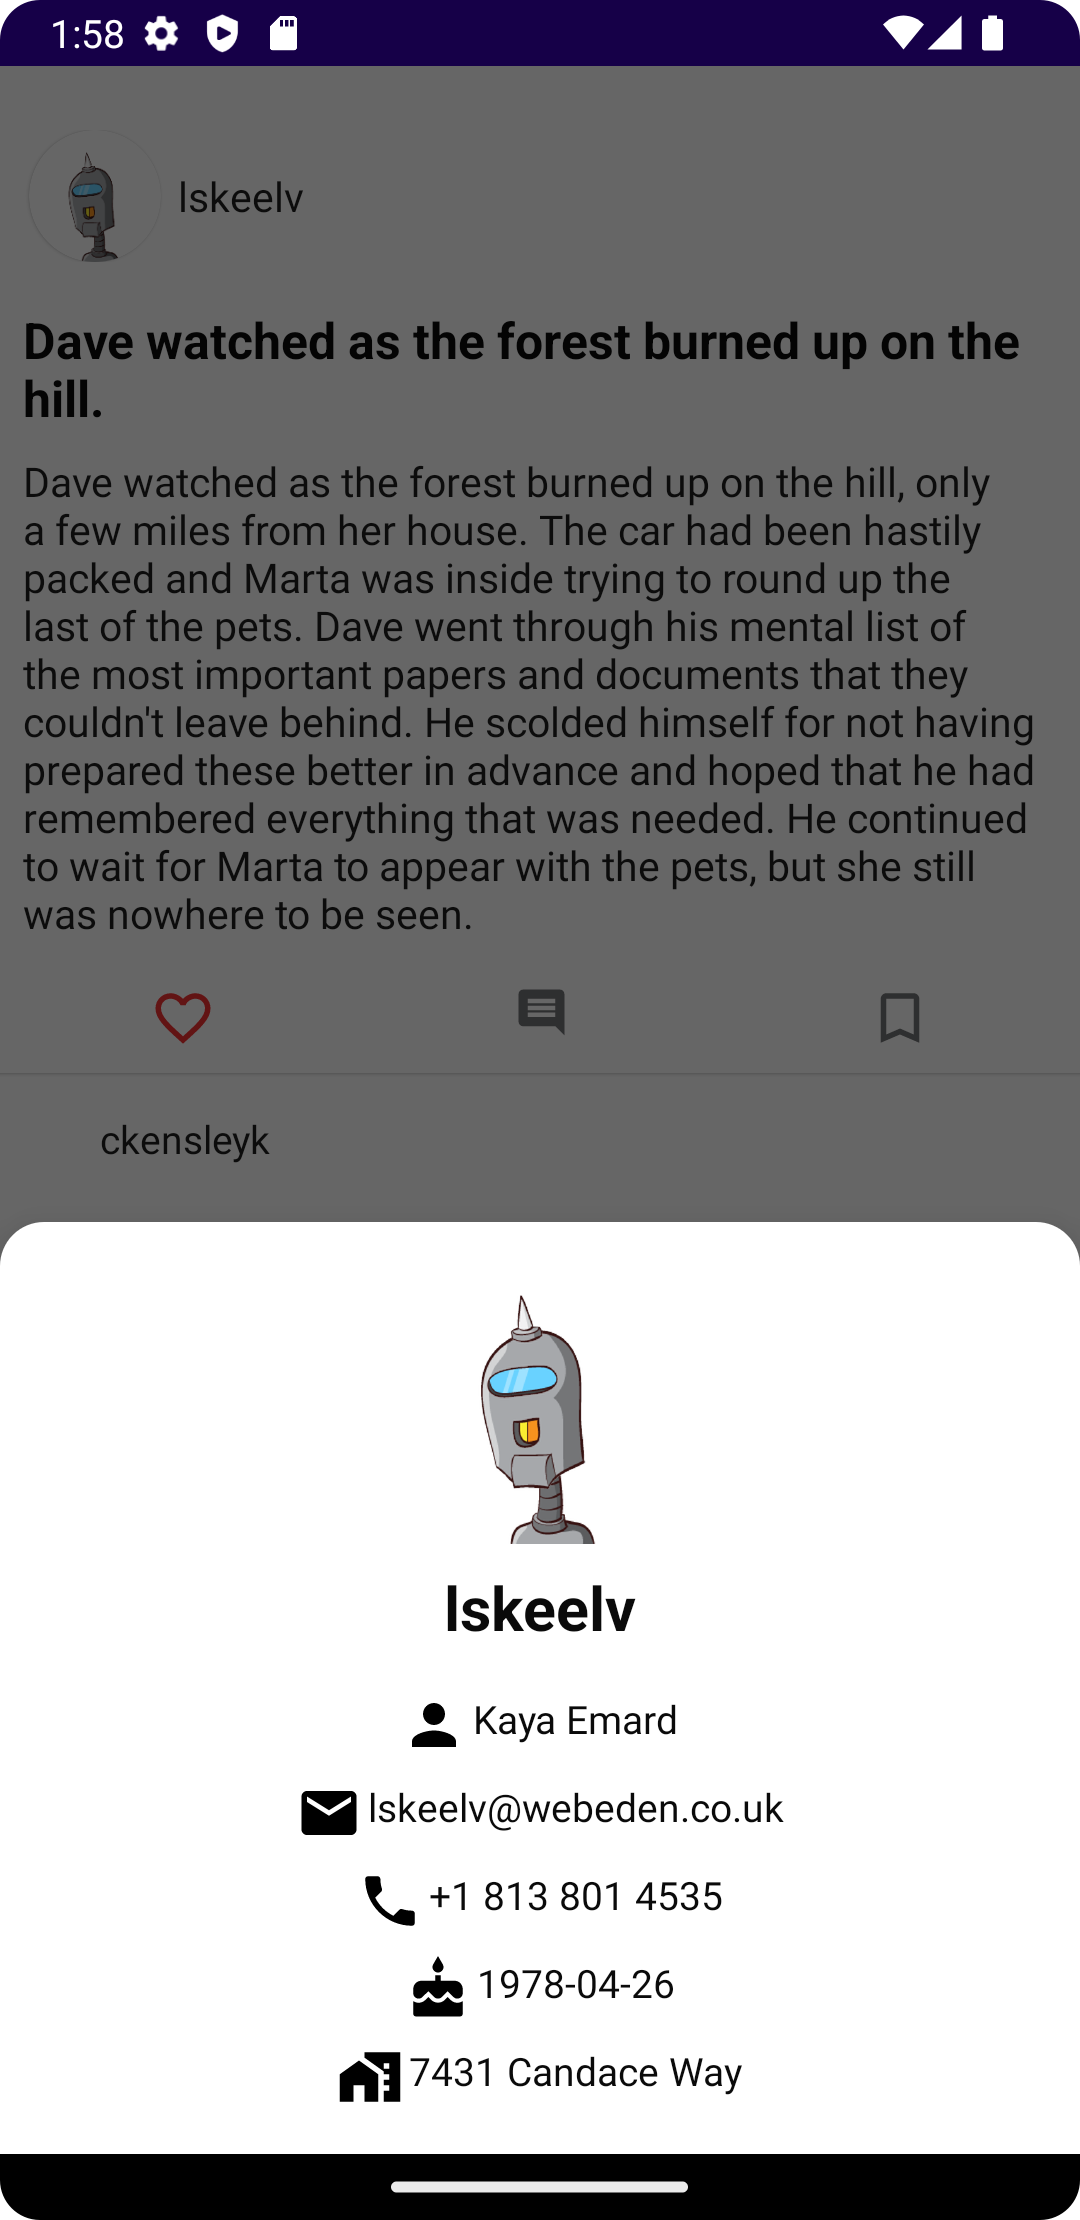 1:58
lskeelv
Dave watched as the forest burned up on the
hill.
Dave watched as the forest burned up on the hill, only
a few miles from her house. The car had been hastily
packed and Marta was inside trying to round up the
last of the pets. Dave went through his mental list of
the most important papers and documents that they
couldn't leave behind. He scolded himself for not having
prepared these better in advance and hoped that he had
remembered everything that was needed. He continued
to wait for Marta to appear with the pets, but she still
was nowhere to be seen.
ckensleyk
lskeelv
Kaya Emard
lskeelv@webeden.co.uk
+1 813 801 4535
1978-04-26
7431 Candace Way